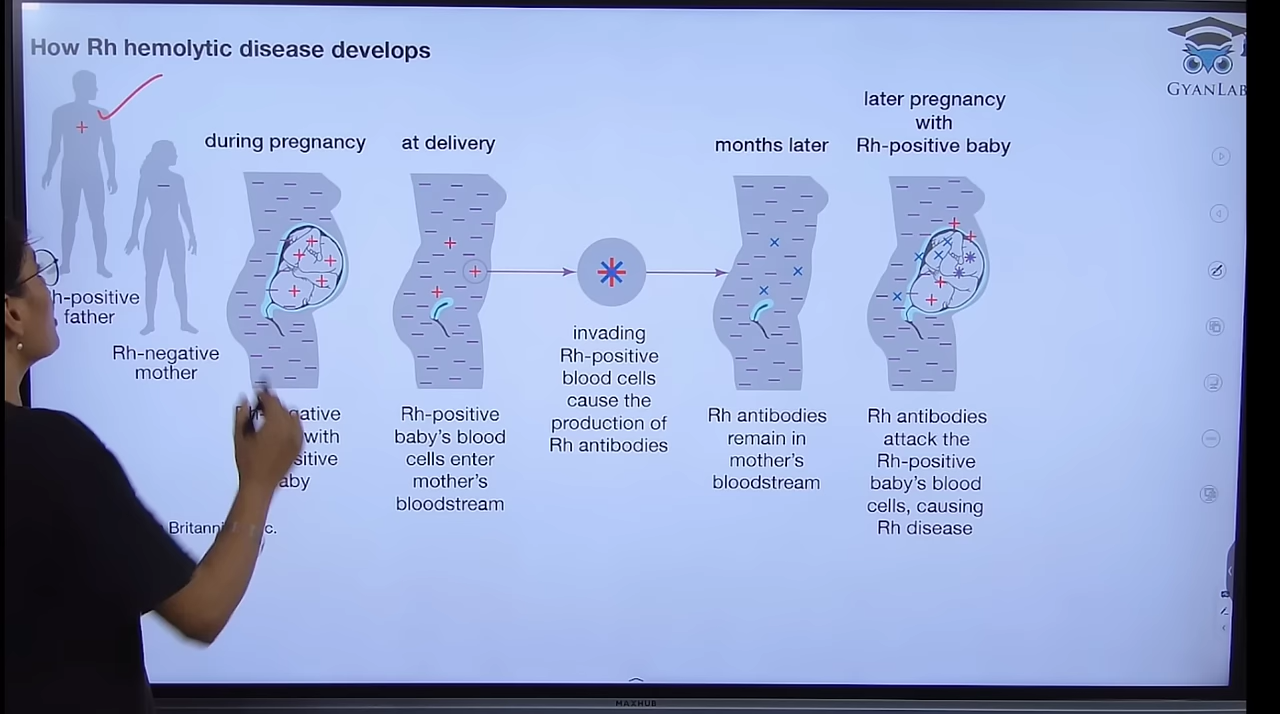 How Rh hemolytic disease develops
GYANLAB
during pregnancy
at delivery
months later
later pregnancy
with
Rh-positive baby
h-positive
father
Rh-negative
mother
gative
with
sitive
aby
Rh-positive
baby's blood
cells enter
mother's
bloodstream
invading
Rh-positive
blood cells
cause the
production of
Rh antibodies
Rh antibodies
remain in
mother's
bloodstream
Rh antibodies
attack the
Rh-positive
baby's blood
cells, causing
Rh disease
Britanni c.
MAXHUB